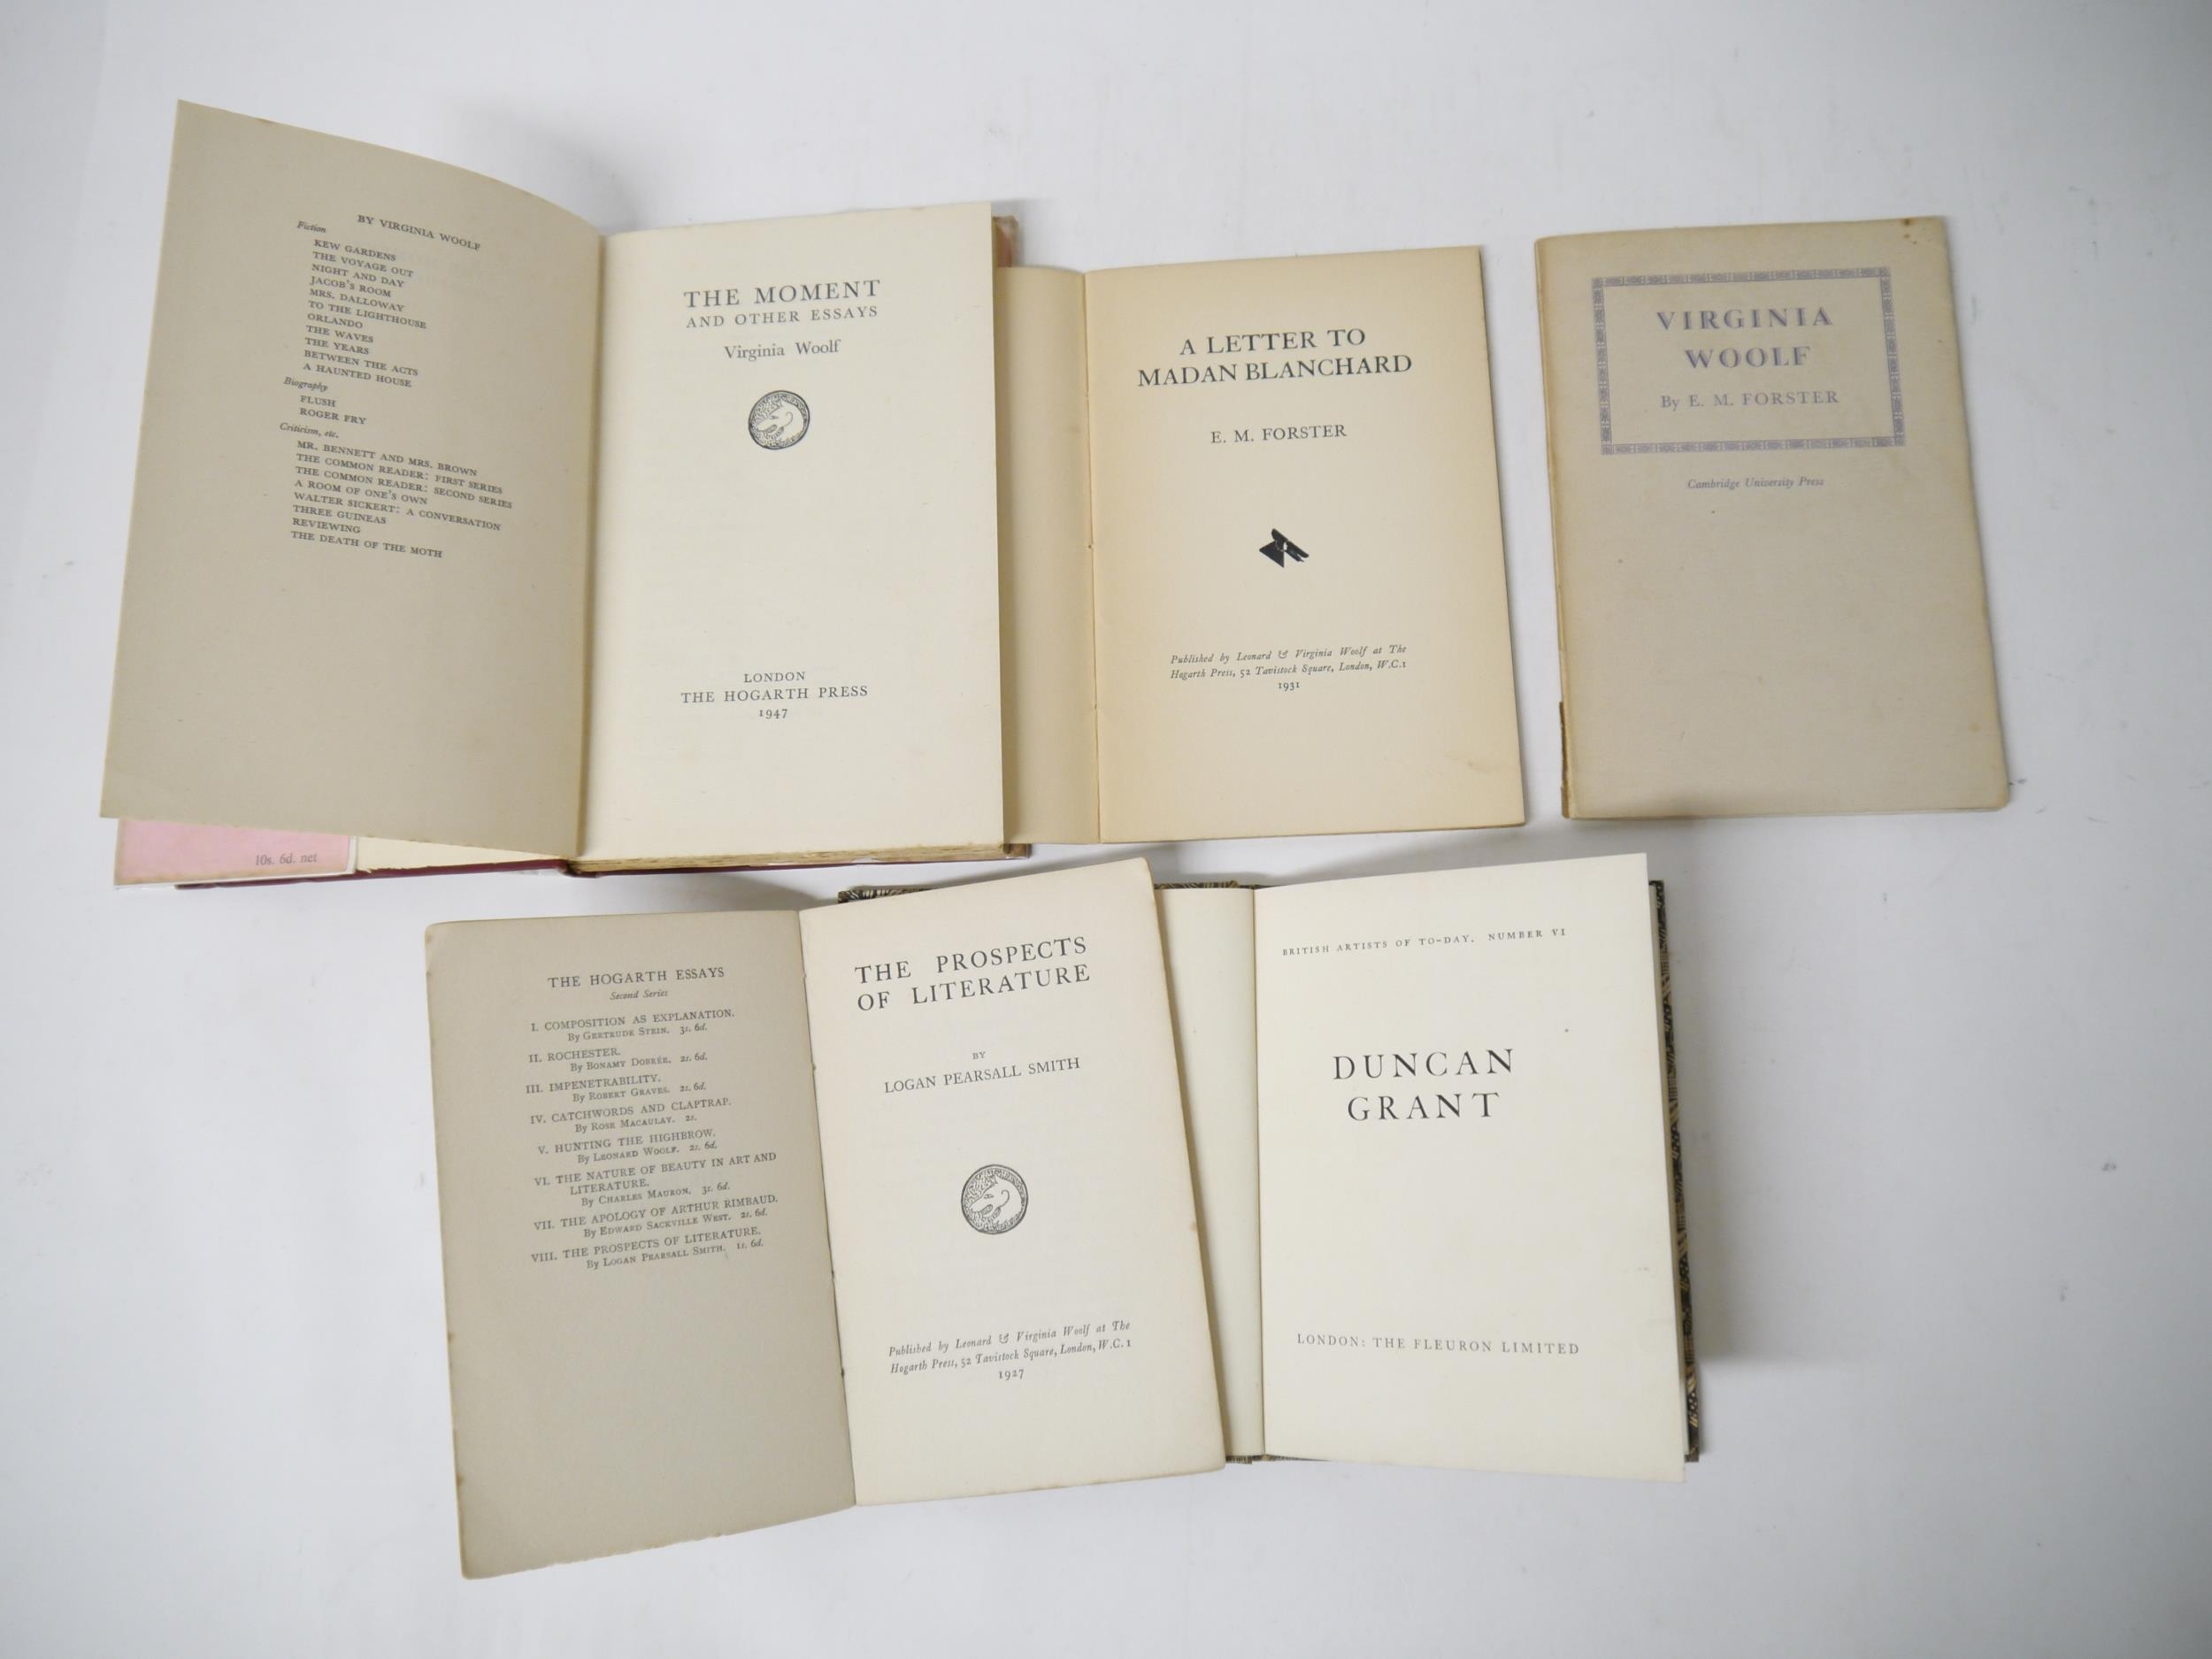 BY VIRGINIA WOOLF
Fiction
KEW GARDENS
THE VOYAGE OUT
NIGHT AND DAY
JACOB'S ROOM
MRS. DALLOWAY
TO THE LIGHTHOUSE
ORLANDO
THE WAVES
THE YEARS
BETWEEN THE ACTS
A HAUNTED HOUSE
Biography
FLUSH
ROGER FRY
Criticism, etc.
MR. BENNETT AND MRS. BROWN
THE COMMON READER: FIRST SERIES
THE COMMON READER: SECOND SERIES
A ROOM OF ONE'S OWN
WALTER SICKERT: A CONVERSATION
THREE GUINEAS
REVIEWING
THE DEATH OF THE MOTH
10s. 6d. net
THE MOMENT
AND OTHER ESSAYS
Virginia Woolf
LONDON
THE HOGARTH PRESS
1947
A LETTER TO
MADAN BLANCHARD
E. M. FORSTER
Published by Leonard & Virginia Woolf at The
Hogarth Press, 52 Tavistock Square, London, W.C.1
1931
VIRGINIA
WOOLF
By E. M. FORSTER
Cambridge University Press
THE HOGARTH ESSAYS
Second Series
I. COMPOSITION AS EXPLANATION.
By GERTRUDE STEIN. 3s. 6d.
II. ROCHESTER.
By BONAMY DOBRÉE. 2s. 6d.
III. IMPENETRABILITY.
By ROBERT GRAVES. 2s. 6d.
IV. CATCHWORDS AND CLAPTRAP.
By ROSE MACAULAY. 2s.
V. HUNTING THE HIGHBROW.
By LEONARD WOOLF. 2s. 6d.
VI. THE NATURE OF BEAUTY IN ART AND
LITERATURE.
By CHARLES MAURON. 3s. 6d.
VII. THE APOLOGY OF ARTHUR RIMBAUD.
By EDWARD SACKVILLE WEST. 2s. 6d.
VIII. THE PROSPECTS OF LITERATURE.
By LOGAN PEARSALL SMITH. 1s. 6d.
THE PROSPECTS
OF LITERATURE
BY
LOGAN PEARSALL SMITH
Published by Leonard & Virginia Woolf at The
Hogarth Press, 52 Tavistock Square, London, W.C. 1
1927
BRITISH ARTISTS OF TO-DAY. NUMBER VI
DUNCAN
GRANT
LONDON: THE FLEURON LIMITED